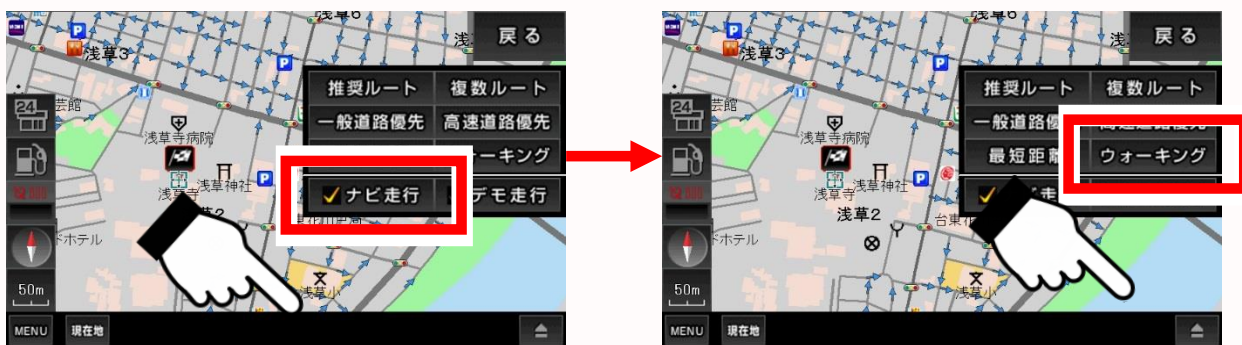 浅草6
戻る
浅草3
推奨ルート
複数ルート
24
芸館
一般道路優先
高速道路優先
浅草寺病院
ーキング
浅草神社
浅草寺
ナビ走行
デモ走行
ドホテル
50m
浅草小
MENU
現在地
浅草6
戻る
浅草3
推奨ルート
複数ルート
24
芸館
一般道路優
浅草寺病院
最短距離
ウォーキング
浅草神社
浅草寺
浅草2
ドホテル
50m
浅草小
MENU
現在地